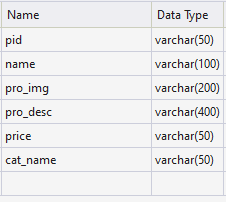 Name Data Type
pid varchar(50)
name varchar(100)
pro_img varchar(200)
pro_desc varchar(400)
price varchar(50)
cat_name varchar(50)